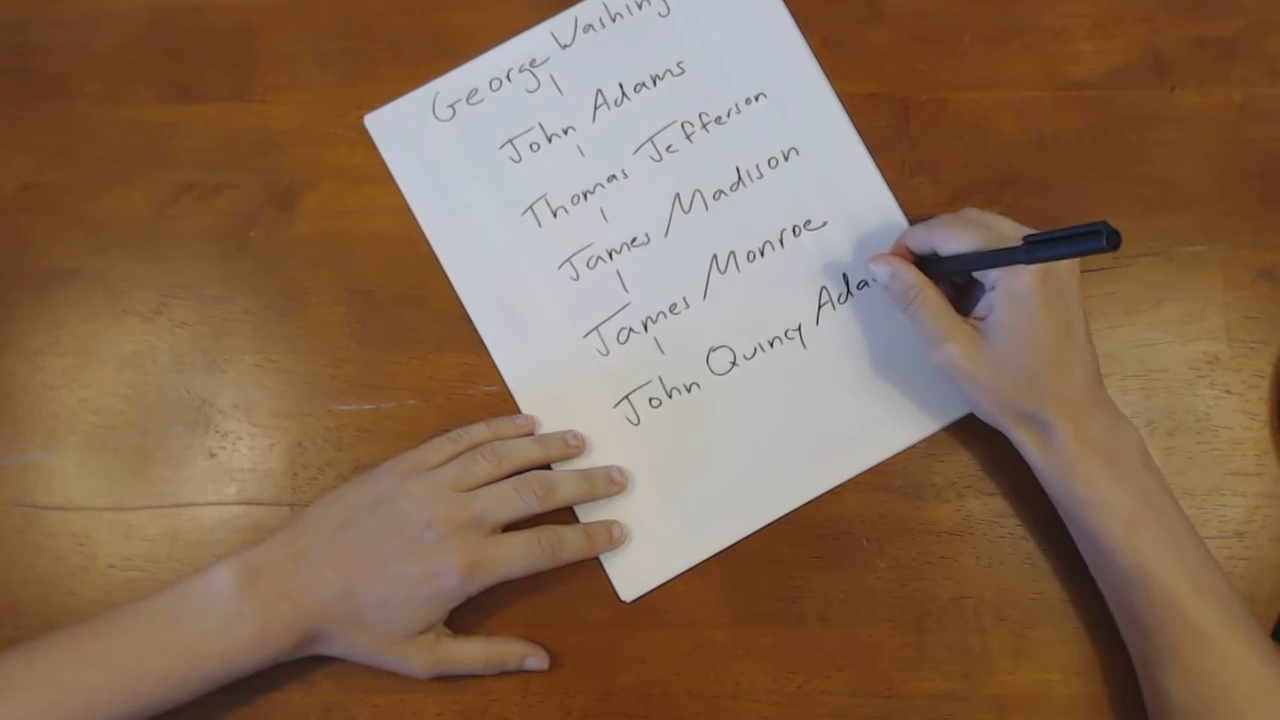 George Washing
John Adams
Thomas Jefferson
James Madison
James Monroe
John Quincy Ada